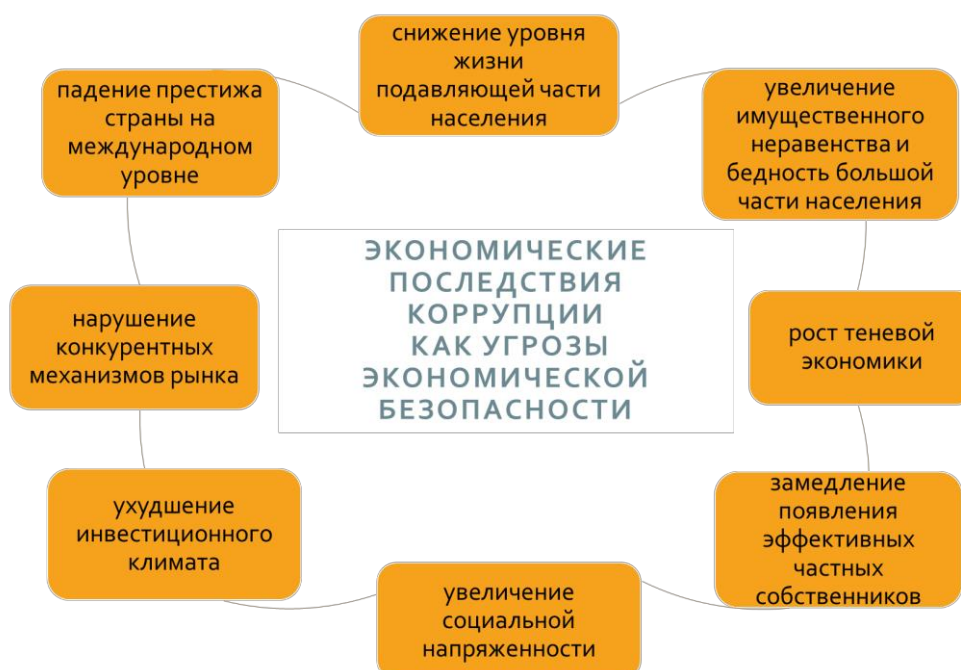 снижение уровня
жизни
подавляющей части
населения
увеличение
имущественного
неравенства и
бедность большой
части населения
рост теневой
экономики
замедление
появления
эффективных
частных
собственников
увеличение
социальной
напряженности
ухудшение
инвестиционного
климата
нарушение
конкурентных
механизмов рынка
падение престижа
страны на
международном
уровне
ЭКОНОМИЧЕСКИЕ
ПОСЛЕДСТВИЯ
КОРРУПЦИИ
КАК УГРОЗЫ
ЭКОНОМИЧЕСКОЙ
БЕЗОПАСНОСТИ